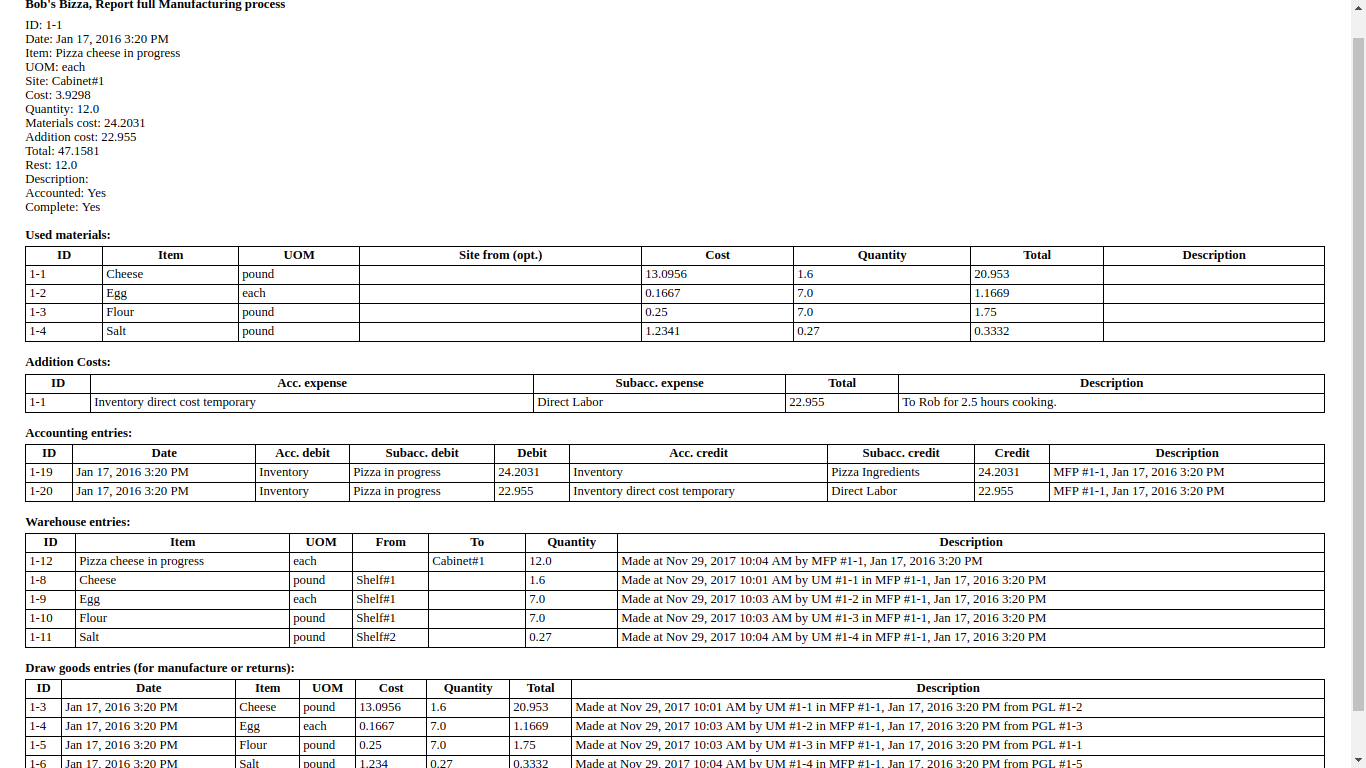 Bob's Bizza, Report full Manufacturing process
ID: 1-1
Date: Jan 17, 2016 3:20 PM
Item: Pizza cheese in progress
UOM: each
Site: Cabinet#1
Cost: 3.9298
Quantity: 12.0
Materials cost: 24.2031
Addition cost: 22.955
Total: 47.1581
Rest: 12.0
Description:
Accounted: Yes
Complete: Yes
Used materials:
ID Item UOM Site from (opt.) Cost Quantity Total Description
1-1 Cheese pound 13.0956 1.6 20.953
1-2 Egg each 0.1667 7.0 1.1669
1-3 Flour pound 0.25 7.0 1.75
1-4 Salt pound 1.2341 0.27 0.3332
Addition Costs:
ID Acc. expense Subacc. expense Total Description
1-1 Inventory direct cost temporary Direct Labor 22.955 To Rob for 2.5 hours cooking.
Accounting entries:
ID Date Acc. debit Subacc. debit Debit Acc. credit Subacc. credit Credit Description
1-19 Jan 17, 2016 3:20 PM Inventory Pizza in progress 24.2031 Inventory Pizza Ingredients 24.2031 MFP #1-1, Jan 17, 2016 3:20 PM
1-20 Jan 17, 2016 3:20 PM Inventory Pizza in progress 22.955 Inventory direct cost temporary Direct Labor 22.955 MFP #1-1, Jan 17, 2016 3:20 PM
Warehouse entries:
ID Item UOM From To Quantity Description
1-12 Pizza cheese in progress each Cabinet#1 12.0 Made at Nov 29, 2017 10:04 AM by MFP #1-1, Jan 17, 2016 3:20 PM
1-8 Cheese pound Shelf#1 1.6 Made at Nov 29, 2017 10:01 AM by UM #1-1 in MFP #1-1, Jan 17, 2016 3:20 PM
1-9 Egg each Shelf#1 7.0 Made at Nov 29, 2017 10:03 AM by UM #1-2 in MFP #1-1, Jan 17, 2016 3:20 PM
1-10 Flour pound Shelf#1 7.0 Made at Nov 29, 2017 10:03 AM by UM #1-3 in MFP #1-1, Jan 17, 2016 3:20 PM
1-11 Salt pound Shelf#2 0.27 Made at Nov 29, 2017 10:04 AM by UM #1-4 in MFP #1-1, Jan 17, 2016 3:20 PM
Draw goods entries (for manufacture or returns):
ID Date Item UOM Cost Quantity Total Description
1-3 Jan 17, 2016 3:20 PM Cheese pound 13.0956 1.6 20.953 Made at Nov 29, 2017 10:01 AM by UM #1-1 in MFP #1-1, Jan 17, 2016 3:20 PM from PGL #1-2
1-4 Jan 17, 2016 3:20 PM Egg each 0.1667 7.0 1.1669 Made at Nov 29, 2017 10:03 AM by UM #1-2 in MFP #1-1, Jan 17, 2016 3:20 PM from PGL #1-3
1-5 Jan 17, 2016 3:20 PM Flour pound 0.25 7.0 1.75 Made at Nov 29, 2017 10:03 AM by UM #1-3 in MFP #1-1, Jan 17, 2016 3:20 PM from PGL #1-1
1-6 Jan 17, 2016 3:20 PM Salt pound 1.234 0.27 0.3332 Made at Nov 29, 2017 10:04 AM by UM #1-4 in MFP #1-1, Jan 17, 2016 3:20 PM from PGL #1-5